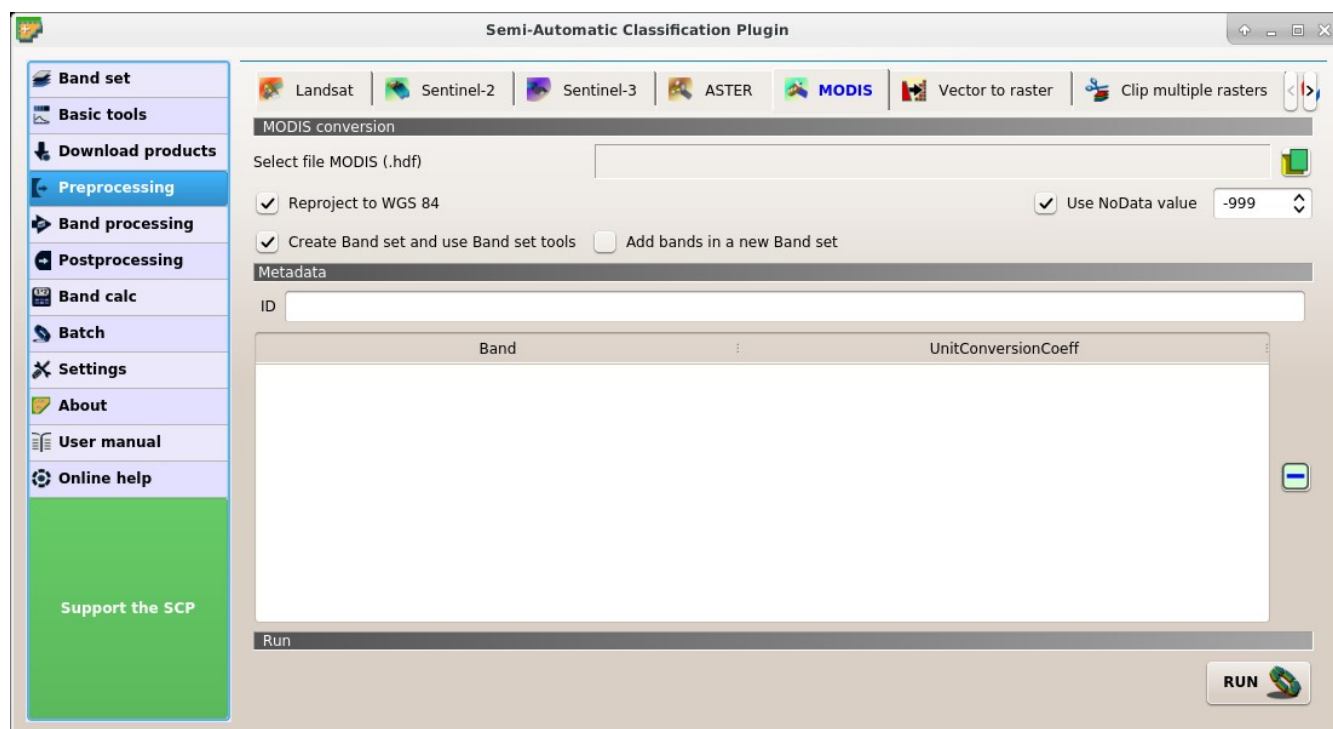 Semi-Automatic Classification Plugin
Band set
Basic tools
Download products
Preprocessing
Band processing
Postprocessing
Band calc
Batch
Settings
About
User manual
Online help
Support the SCP
Landsat Sentinel-2 Sentinel-3 ASTER MODIS Vector to raster Clip multiple rasters
MODIS conversion
Select file MODIS (.hdf)
Reproject to WGS 84 Use NoData value -999
Create Band set and use Band set tools Add bands in a new Band set
Metadata
ID
Band UnitConversionCoeff
Run
RUN